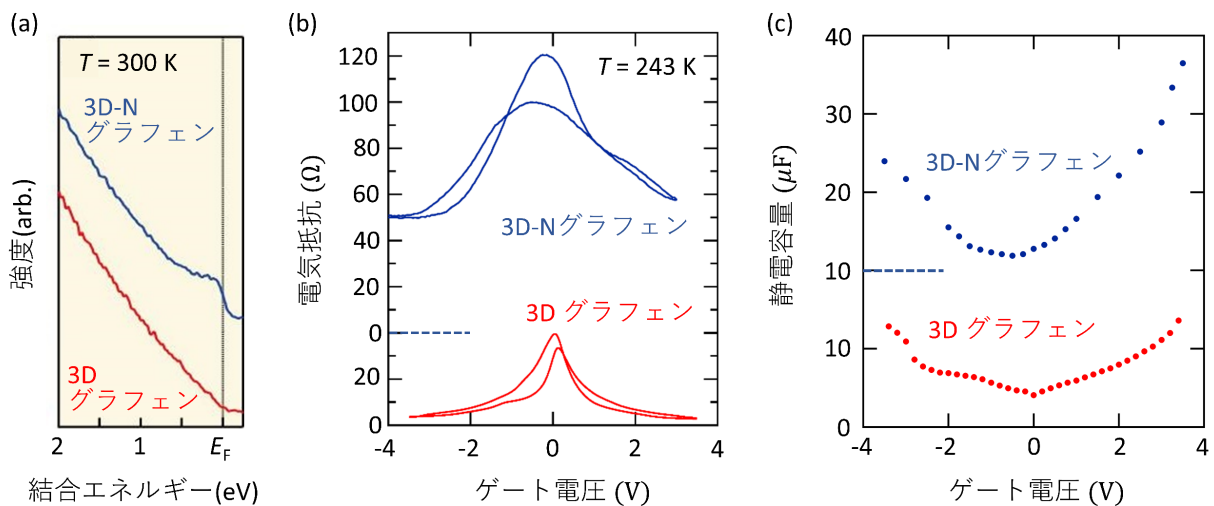 (a)
T = 300 K
3D-N
グラフェン
3D
グラフェン
強度(arb.)
2
1
EF
結合エネルギー(eV)
(b)
T = 243 K
120
100
80
60
40
20
0
20
0
電気抵抗 (Ω)
3D-Nグラフェン
3D グラフェン
-4
-2
0
2
4
ゲート電圧 (V)
(c)
40
30
20
10
10
0
静電容量 (μF)
3D-Nグラフェン
3D グラフェン
-4
-2
0
2
4
ゲート電圧 (V)